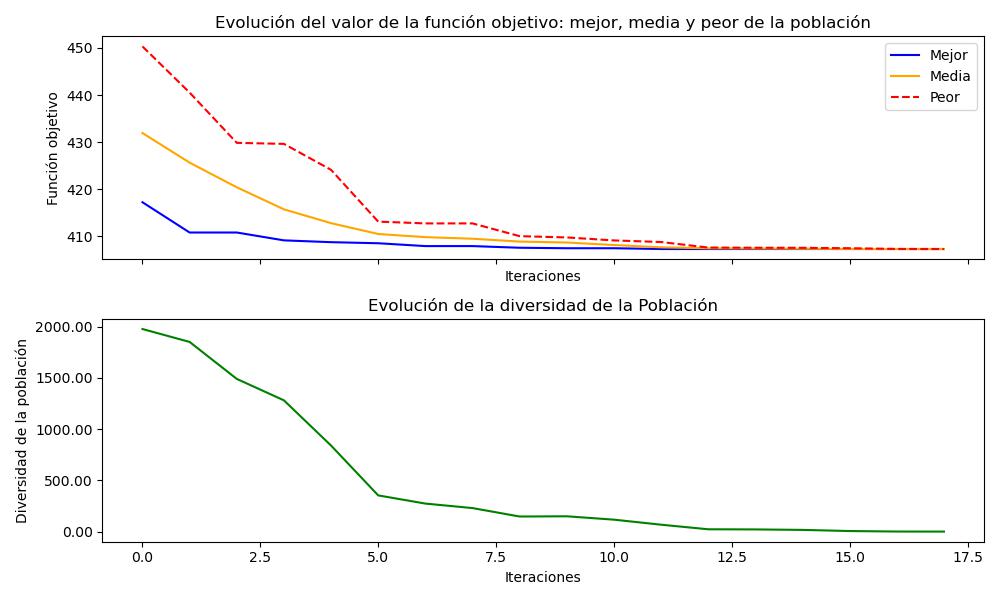 Evolución del valor de la función objetivo: mejor, media y peor de la población
450
440
430
420
410
Función objetivo
Mejor
Media
Peor
Iteraciones
Evolución de la diversidad de la Población
2000.00
1500.00
1000.00
500.00
0.00
Diversidad de la población
0.0 2.5 5.0 7.5 10.0 12.5 15.0 17.5
Iteraciones